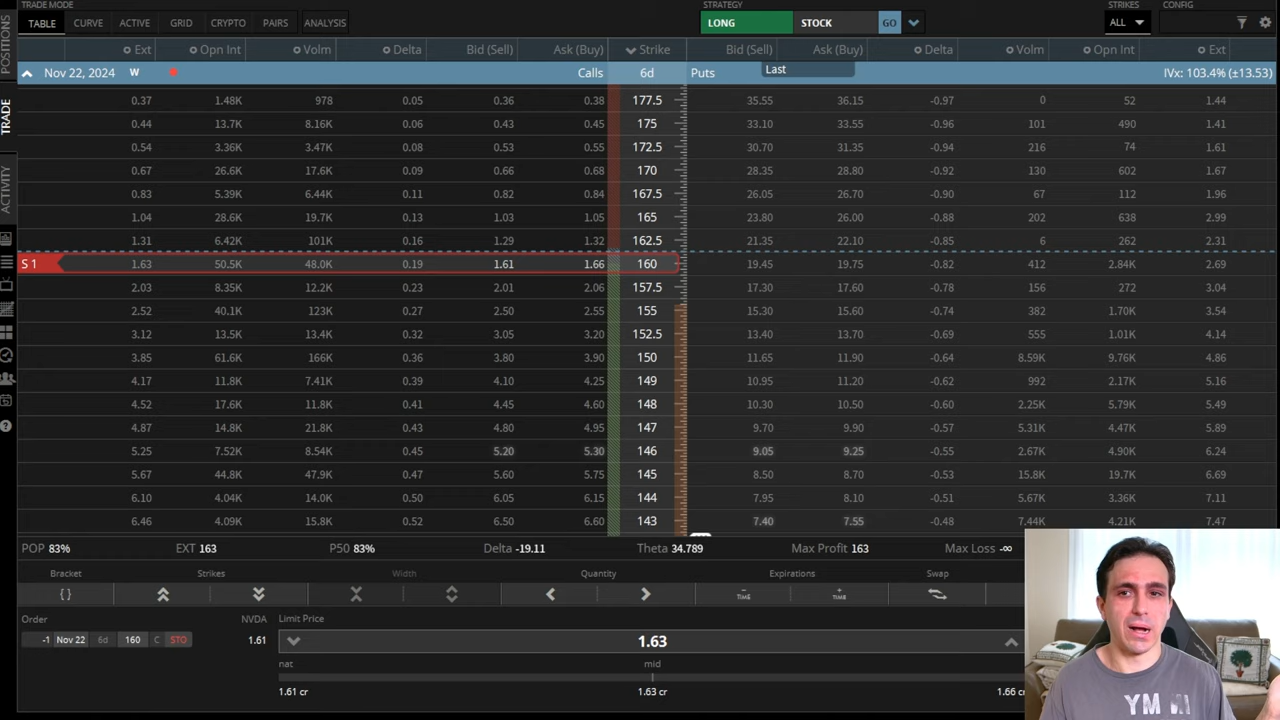 TRADE MODE
STRATEGY
STRIKES
CONFIG
TABLE CURVE ACTIVE GRID CRYPTO PAIRS ANALYSIS
LONG STOCK GO
ALL
POSITIONS
TRADE
ACTIVITY
Ext Opn Int Volm Delta Bid (Sell) Ask (Buy) Strike Bid (Sell) Ask (Buy) Delta Volm Opn Int Ext
Last
Nov 22, 2024 W Calls 6d Puts IVx: 103.4% (±13.53)
0.37 1.48K 978 0.05 0.36 0.38 177.5 35.55 36.15 -0.97 0 52 1.44
0.44 13.7K 8.16K 0.06 0.43 0.45 175 33.10 33.55 -0.96 101 490 1.41
0.54 3.36K 3.47K 0.08 0.53 0.55 172.5 30.70 31.35 -0.94 216 74 1.61
0.67 26.6K 17.6K 0.09 0.66 0.68 170 28.35 28.80 -0.92 130 602 1.67
0.83 5.39K 6.44K 0.11 0.82 0.84 167.5 26.05 26.70 -0.90 67 112 1.96
1.04 28.6K 19.7K 0.13 1.03 1.05 165 23.80 26.00 -0.88 202 638 2.99
1.31 6.42K 101K 0.16 1.29 1.32 162.5 21.35 22.10 -0.85 6 262 2.31
S 1 1.63 50.5K 48.0K 0.19 1.61 1.66 160 19.45 19.75 -0.82 412 2.84K 2.69
2.03 8.35K 12.2K 0.23 2.01 2.06 157.5 17.30 17.60 -0.78 156 272 3.04
2.52 40.1K 123K 0.27 2.50 2.55 155 15.30 15.60 -0.74 382 1.70K 3.54
3.12 13.5K 13.4K 0.32 3.05 3.20 152.5 13.40 13.70 -0.69 555 1.01K 4.14
3.85 61.6K 166K 0.36 3.80 3.90 150 11.65 11.90 -0.64 8.59K 9.76K 4.86
4.17 11.8K 7.41K 0.39 4.10 4.25 149 10.95 11.20 -0.62 992 2.17K 5.16
4.52 17.6K 11.8K 0.42 4.45 4.60 148 10.30 10.50 -0.60 2.25K 5.79K 5.49
4.87 14.8K 21.8K 0.43 4.80 4.95 147 9.70 9.90 -0.57 5.31K 4.47K 5.89
5.25 7.52K 8.54K 0.45 5.20 5.30 146 9.05 9.25 -0.55 2.67K 4.90K 6.24
5.67 44.8K 47.9K 0.47 5.60 5.75 145 8.50 8.70 -0.53 15.8K 19.7K 6.69
6.10 4.04K 14.0K 0.50 6.05 6.15 144 7.95 8.10 -0.51 5.67K 3.36K 7.11
6.46 4.09K 15.8K 0.52 6.50 6.60 143 7.40 7.55 -0.48 7.44K 4.21K 7.47
POP 83% EXT 163 P50 83% Delta -19.11 Theta 34.789 Max Profit 163 Max Loss -∞
Bracket Strikes Width Quantity Expirations Swap
{ } TIME TIME
Order NVDA Limit Price
-1 Nov 22 6d 160 C STO 1.61 1.63
nat mid
1.61 cr 1.63 cr 1.66 cr